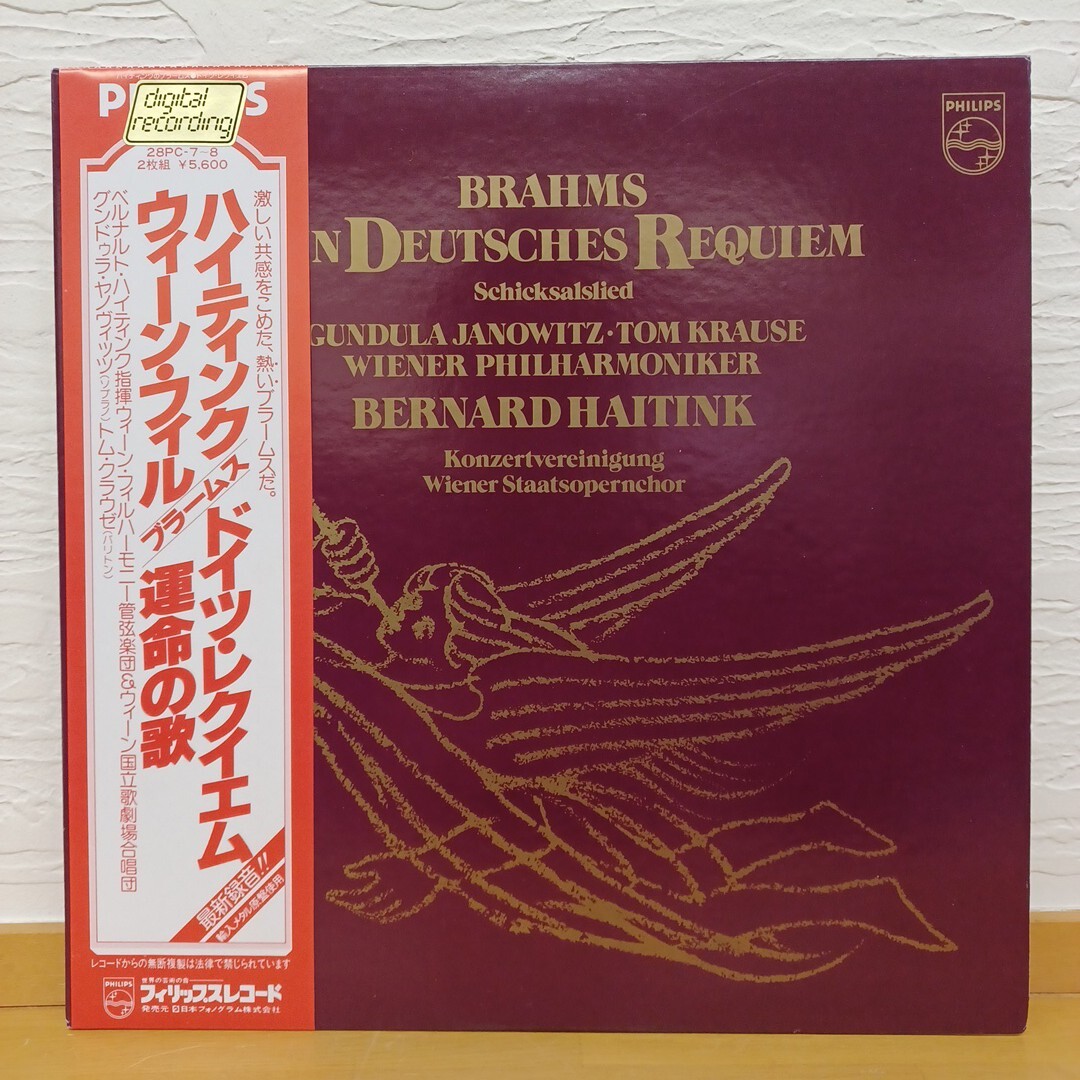 digital
recording
28PC-7~8
2枚組 ¥5,600
激しい共感をこめた、熱いブラームスだ。
ハイティンク
ドイツ・レクイエム
ウィーン・フィル
ブラームス
運命の歌
ベルナルト・ハイティンク指揮ウィーン・フィルハーモニー管弦楽団&ウィーン国立歌劇場合唱団
グンドゥラ・ヤノヴィッツ(ソプラノ)トム・クラウゼ(バリトン)
最新録音!!
輸入メタル原盤使用
レコードからの無断複製は法律で禁じられています
PHILIPS
世界の芸術の音
フィリップスレコード
発売元 日本フォノグラム株式会社
PHILIPS
BRAHMS
N DEUTSCHES REQUIEM
Schicksalslied
GUNDULA JANOWITZ·TOM KRAUSE
WIENER PHILHARMONIKER
BERNARD HAITINK
Konzertvereinigung
Wiener Staatsopernchor